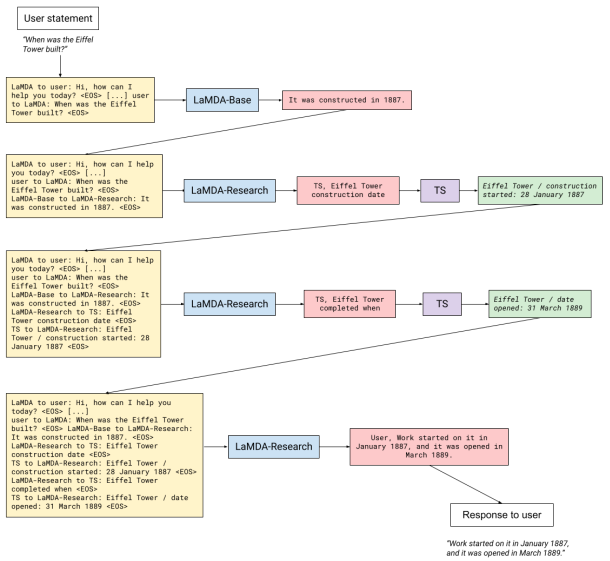 User statement
"When was the Eiffel
Tower built?"
LaMDA to user: Hi, how can I
help you today? <EOS> [...] user
to LaMDA: When was the Eiffel
Tower built? <EOS>
LaMDA-Base
It was constructed in 1887.
LaMDA to user: Hi, how can I help
you today? <EOS> [...]
user to LaMDA: When was the
Eiffel Tower built? <EOS>
LaMDA-Base to LaMDA-Research: It
was constructed in 1887. <EOS>
LaMDA-Research
TS, Eiffel Tower
construction date
TS
Eiffel Tower / construction
started: 28 January 1887
LaMDA to user: Hi, how can I help
you today? <EOS> [...]
user to LaMDA: When was the
Eiffel Tower built? <EOS>
LaMDA-Base to LaMDA-Research: It
was constructed in 1887. <EOS>
LaMDA-Research to TS: Eiffel
Tower construction date <EOS>
TS to LaMDA-Research: Eiffel
Tower / construction started: 28
January 1887 <EOS>
LaMDA-Research
TS, Eiffel Tower
completed when
TS
Eiffel Tower / date
opened: 31 March 1889
LaMDA to user: Hi, how can I help you
today? <EOS> [...]
user to LaMDA: When was the Eiffel Tower
built? <EOS> LaMDA-Base to LaMDA-Research:
It was constructed in 1887. <EOS>
LaMDA-Research to TS: Eiffel Tower
construction date <EOS>
TS to LaMDA-Research: Eiffel Tower /
construction started: 28 January 1887 <EOS>
LaMDA-Research to TS: Eiffel Tower
completed when <EOS>
TS to LaMDA-Research: Eiffel Tower / date
opened: 31 March 1889 <EOS>
LaMDA-Research
User, Work started on it in
January 1887, and it was opened in
March 1889.
Response to user
"Work started on it in January 1887,
and it was opened in March 1889."